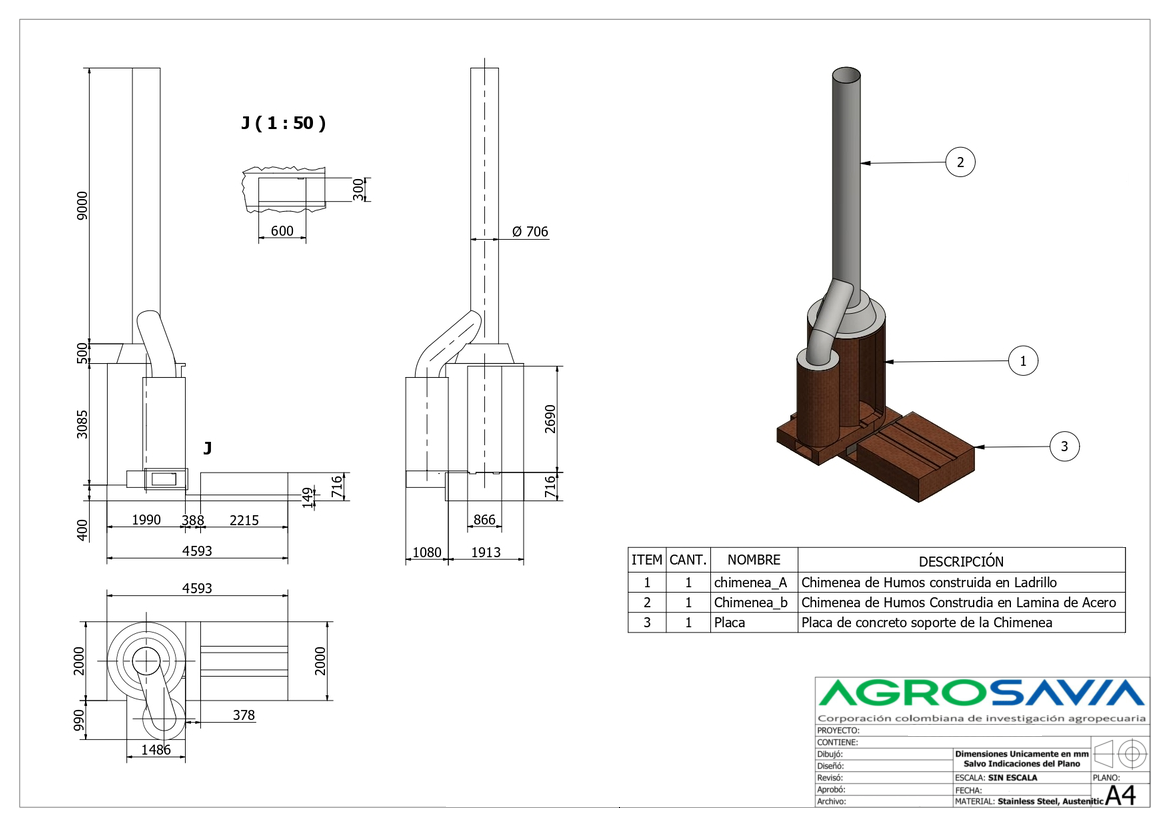 J ( 1 : 50 )
300
600
9000
500
3085
400
J
149
716
1990
388
2215
4593
Ø 706
2690
716
866
1080
1913
4593
2000
2000
990
378
1486
2
1
3
ITEM CANT. NOMBRE DESCRIPCIÓN
1 1 chimenea_A Chimenea de Humos construida en Ladrillo
2 1 Chimenea_b Chimenea de Humos Construdia en Lamina de Acero
3 1 Placa Placa de concreto soporte de la Chimenea
AGROSAVIA
Corporación colombiana de investigación agropecuaria
PROYECTO:
CONTIENE:
Dibujó:
Diseñó:
Revisó:
Aprobó:
Archivo:
Dimensiones Unicamente en mm
Salvo Indicaciones del Plano
ESCALA: SIN ESCALA
PLANO:
FECHA:
MATERIAL: Stainless Steel, Austenitic
A4